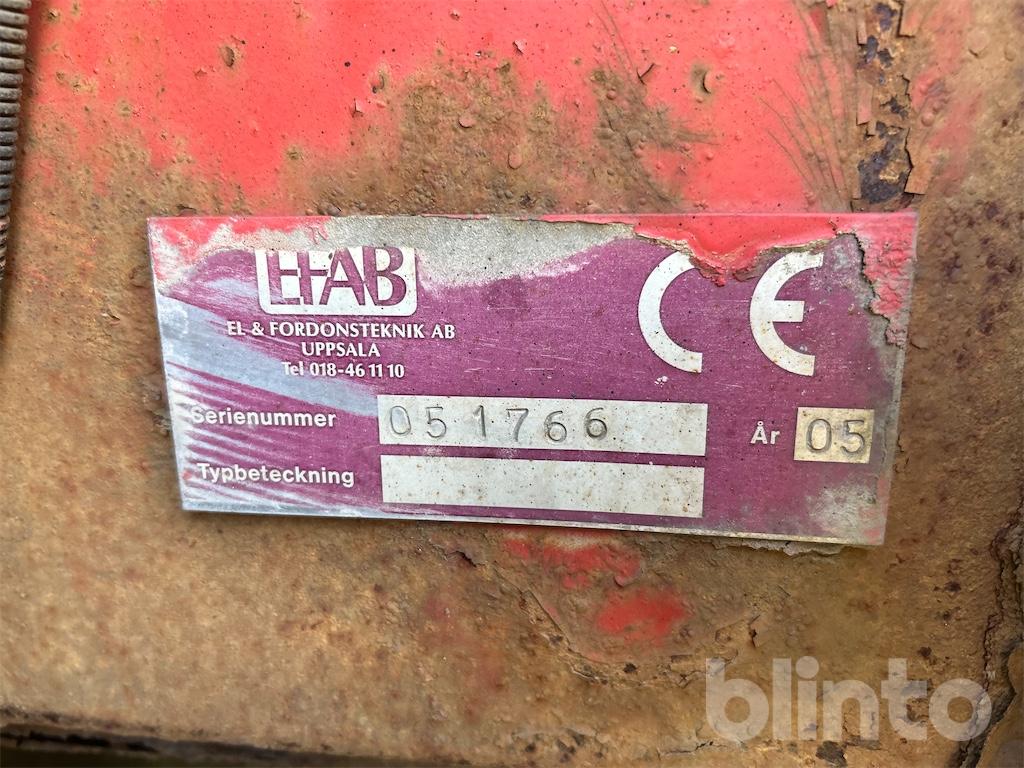 EFAB
CE
EL & FORDONSTEKNIK AB
UPPSALA
Tel 018-46 11 10
Serienummer 051766 År 05
Typbeteckning
blinto